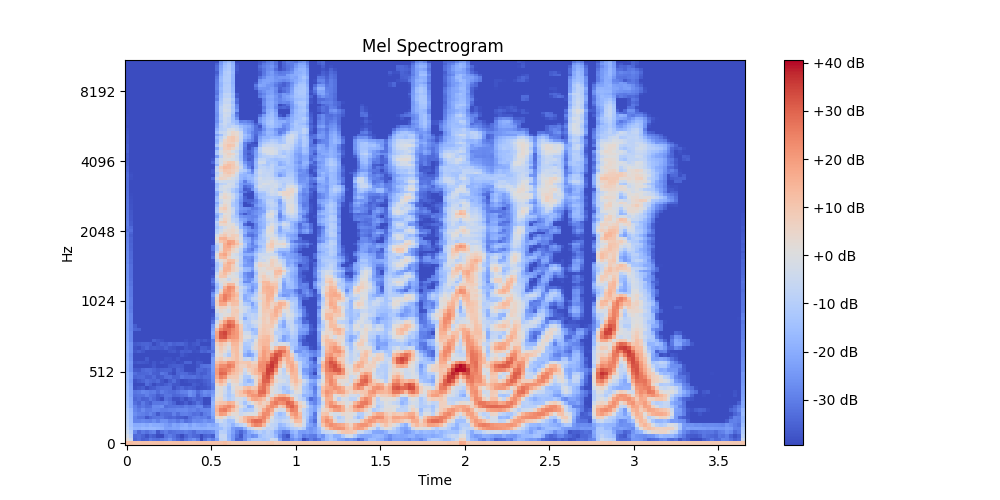 Mel Spectrogram
Hz
8192
4096
2048
1024
512
0
0
0.5
1
1.5
2
2.5
3
3.5
Time
+40 dB
+30 dB
+20 dB
+10 dB
+0 dB
-10 dB
-20 dB
-30 dB